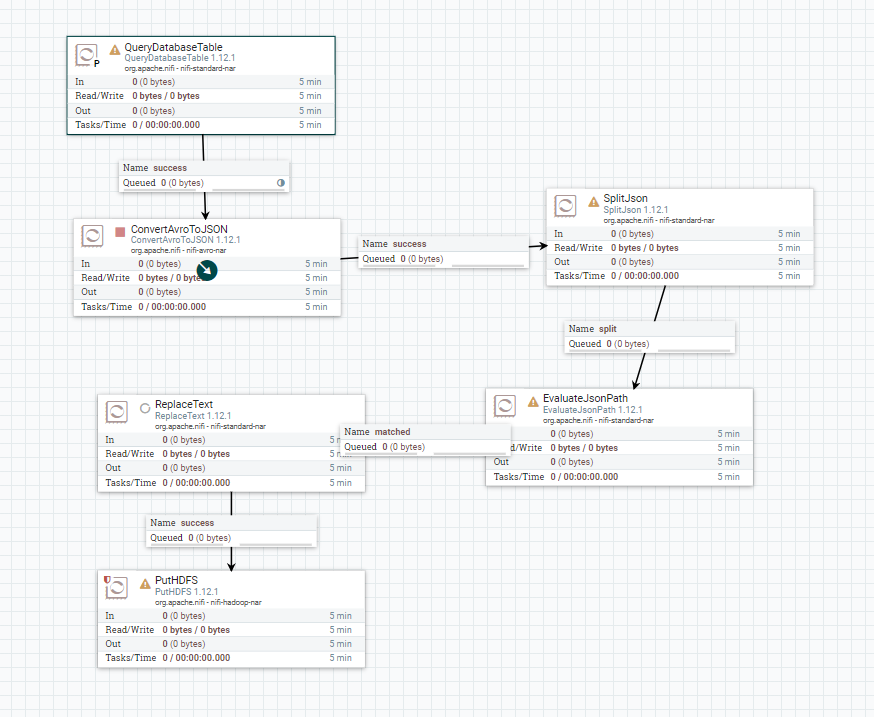 QueryDatabaseTable
QueryDatabaseTable 1.12.1
org.apache.nifi - nifi-standard-nar
P
In 0 (0 bytes) 5 min
Read/Write 0 bytes / 0 bytes 5 min
Out 0 (0 bytes) 5 min
Tasks/Time 0 / 00:00:00.000 5 min
Name success
Queued 0 (0 bytes)
ConvertAvroToJSON
ConvertAvroToJSON 1.12.1
org.apache.nifi - nifi-avro-nar
In 0 (0 bytes) 5 min
Read/Write 0 bytes / 0 byte 5 min
Out 0 (0 bytes) 5 min
Tasks/Time 0 / 00:00:00.000 5 min
Name success
Queued 0 (0 bytes)
SplitJson
SplitJson 1.12.1
org.apache.nifi - nifi-standard-nar
In 0 (0 bytes) 5 min
Read/Write 0 bytes / 0 bytes 5 min
Out 0 (0 bytes) 5 min
Tasks/Time 0 / 00:00:00.000 5 min
Name split
Queued 0 (0 bytes)
EvaluateJsonPath
EvaluateJsonPath 1.12.1
org.apache.nifi - nifi-standard-nar
0 (0 bytes) 5 min
d/Write 0 bytes / 0 bytes 5 min
Out 0 (0 bytes) 5 min
Tasks/Time 0 / 00:00:00.000 5 min
Name matched
Queued 0 (0 bytes)
ReplaceText
ReplaceText 1.12.1
org.apache.nifi - nifi-standard-nar
In 0 (0 bytes) 5
Read/Write 0 bytes / 0 bytes 5
Out 0 (0 bytes) 5 min
Tasks/Time 0 / 00:00:00.000 5 min
Name success
Queued 0 (0 bytes)
PutHDFS
PutHDFS 1.12.1
org.apache.nifi - nifi-hadoop-nar
In 0 (0 bytes) 5 min
Read/Write 0 bytes / 0 bytes 5 min
Out 0 (0 bytes) 5 min
Tasks/Time 0 / 00:00:00.000 5 min